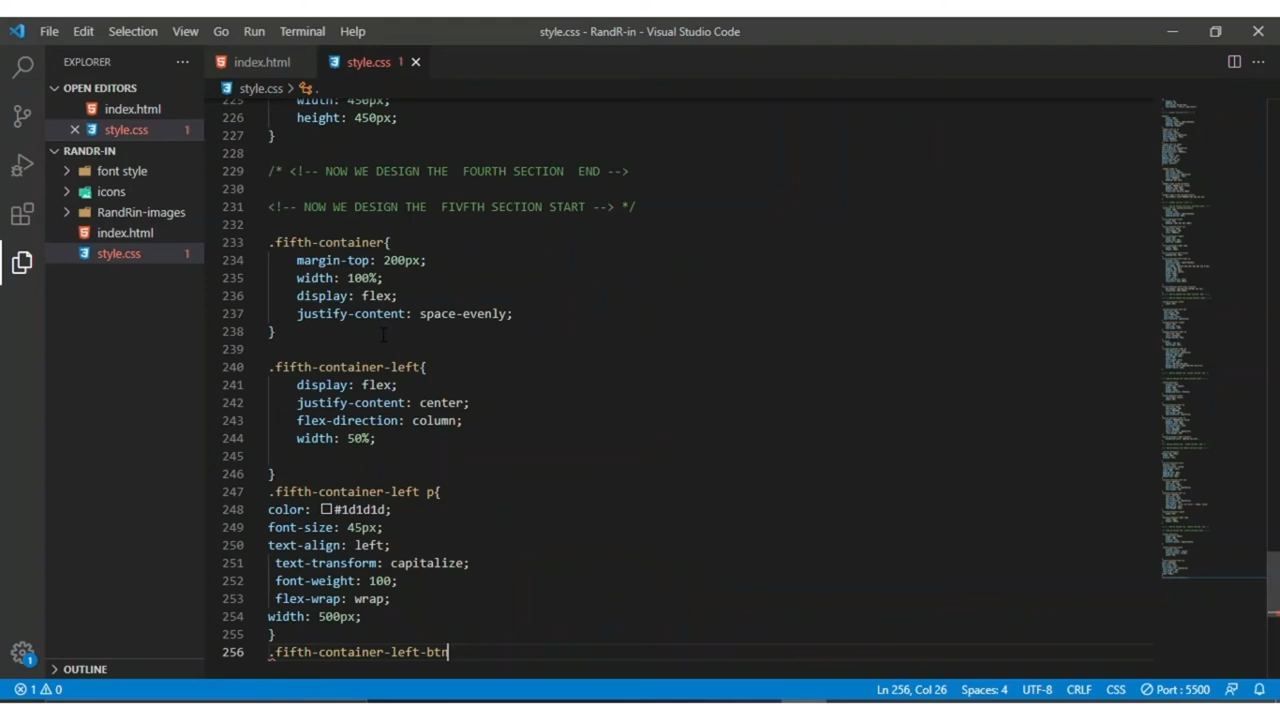 File Edit Selection View Go Run Terminal Help style.css - RandR-in - Visual Studio Code
EXPLORER
OPEN EDITORS
index.html
style.css 1
RANDR-IN
font style
icons
RandRin-images
index.html
style.css 1
OUTLINE
index.html style.css 1
style.css > .
225 width: 450px;
226 height: 450px;
227 }
228
229 /* <!-- NOW WE DESIGN THE  FOURTH SECTION  END -->
230
231 <!-- NOW WE DESIGN THE  FIVFTH SECTION START --> */
232
233 .fifth-container{
234 margin-top: 200px;
235 width: 100%;
236 display: flex;
237 justify-content: space-evenly;
238 }
239
240 .fifth-container-left{
241 display: flex;
242 justify-content: center;
243 flex-direction: column;
244 width: 50%;
245
246 }
247 .fifth-container-left p{
248 color: #1d1d1d;
249 font-size: 45px;
250 text-align: left;
251 text-transform: capitalize;
252 font-weight: 100;
253 flex-wrap: wrap;
254 width: 500px;
255 }
256 .fifth-container-left-btn
1
1 0 Ln 256, Col 26 Spaces: 4 UTF-8 CRLF CSS Port : 5500